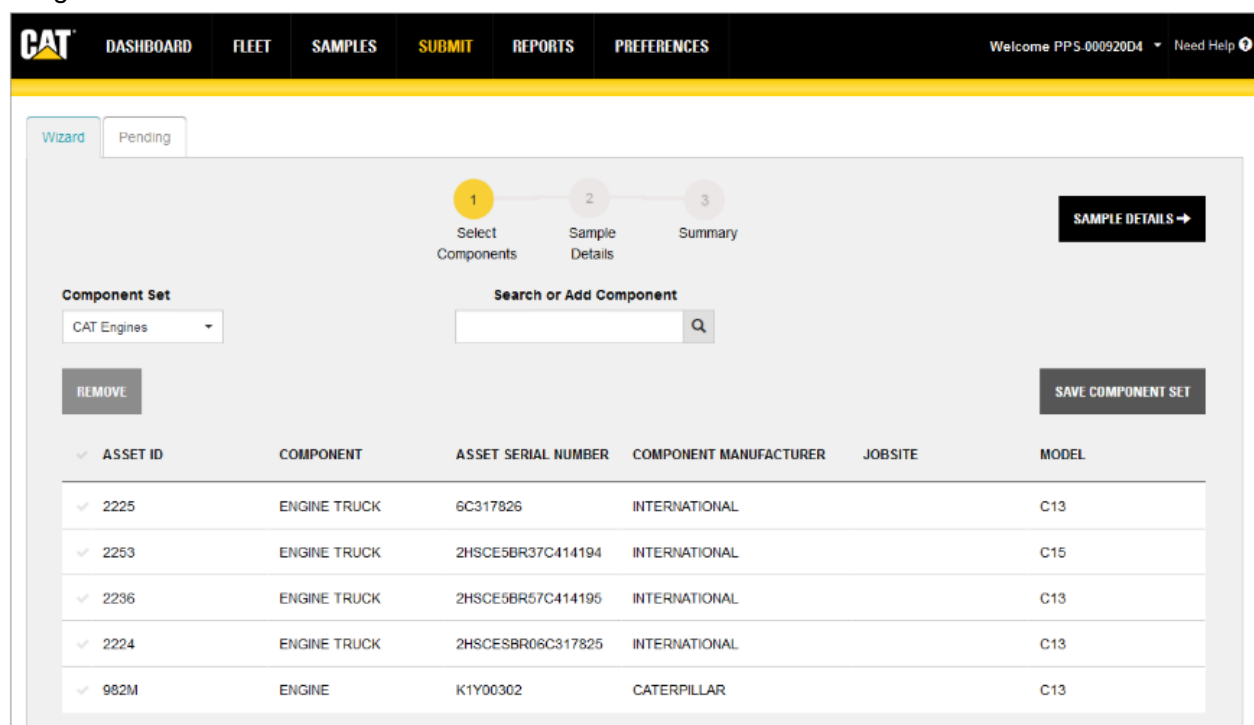 CAT DASHBOARD FLEET SAMPLES SUBMIT REPORTS PREFERENCES Welcome PPS-000920D4 Need Help ?
Wizard Pending
1 2 3
Select Components Sample Details Summary
SAMPLE DETAILS →
Component Set Search or Add Component
CAT Engines
REMOVE SAVE COMPONENT SET
ASSET ID COMPONENT ASSET SERIAL NUMBER COMPONENT MANUFACTURER JOBSITE MODEL
2225 ENGINE TRUCK 6C317826 INTERNATIONAL C13
2253 ENGINE TRUCK 2HSCE5BR37C414194 INTERNATIONAL C15
2236 ENGINE TRUCK 2HSCE5BR57C414195 INTERNATIONAL C13
2224 ENGINE TRUCK 2HSCESBR06C317825 INTERNATIONAL C13
982M ENGINE K1Y00302 CATERPILLAR C13